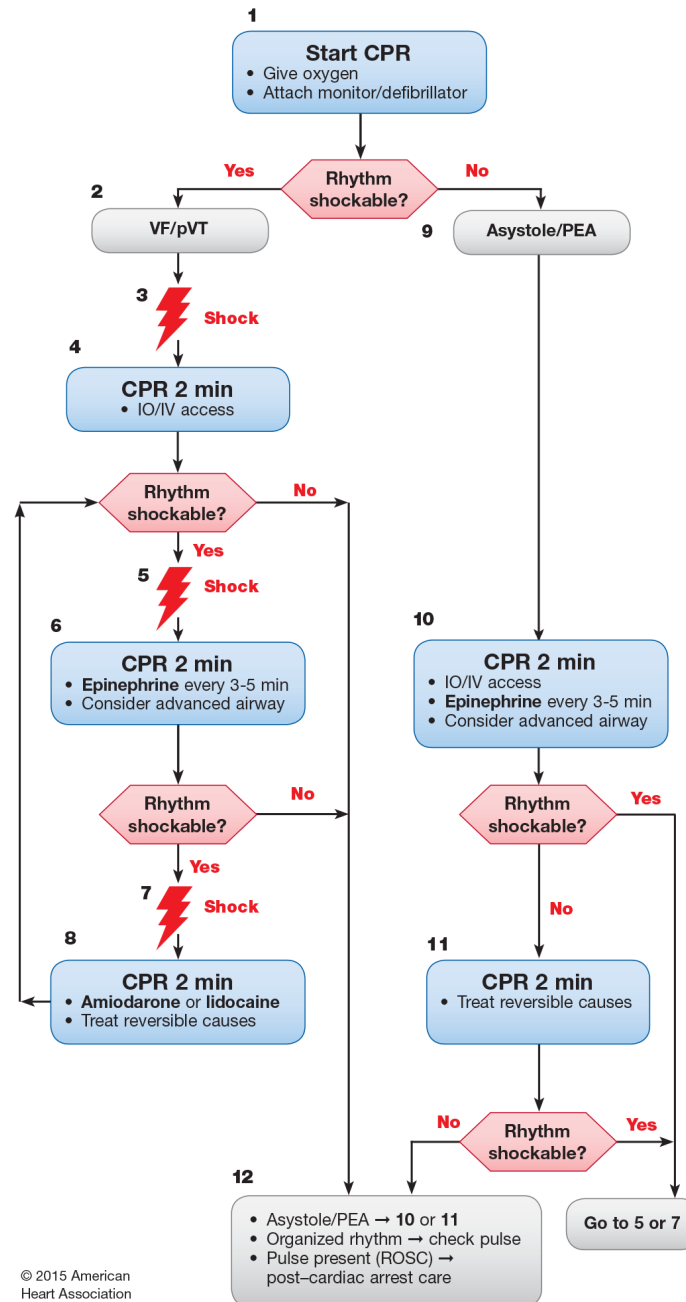 1
Start CPR
• Give oxygen
• Attach monitor/defibrillator
Rhythm
shockable?
Yes
No
2
VF/pVT
9
Asystole/PEA
3
Shock
4
CPR 2 min
• IO/IV access
Rhythm
shockable?
No
Yes
5
Shock
6
CPR 2 min
• Epinephrine every 3-5 min
• Consider advanced airway
Rhythm
shockable?
No
Yes
7
Shock
8
CPR 2 min
• Amiodarone or lidocaine
• Treat reversible causes
10
CPR 2 min
• IO/IV access
• Epinephrine every 3-5 min
• Consider advanced airway
Rhythm
shockable?
Yes
No
11
CPR 2 min
• Treat reversible causes
Rhythm
shockable?
No
Yes
12
• Asystole/PEA → 10 or 11
• Organized rhythm → check pulse
• Pulse present (ROSC) →
post–cardiac arrest care
Go to 5 or 7
© 2015 American
Heart Association